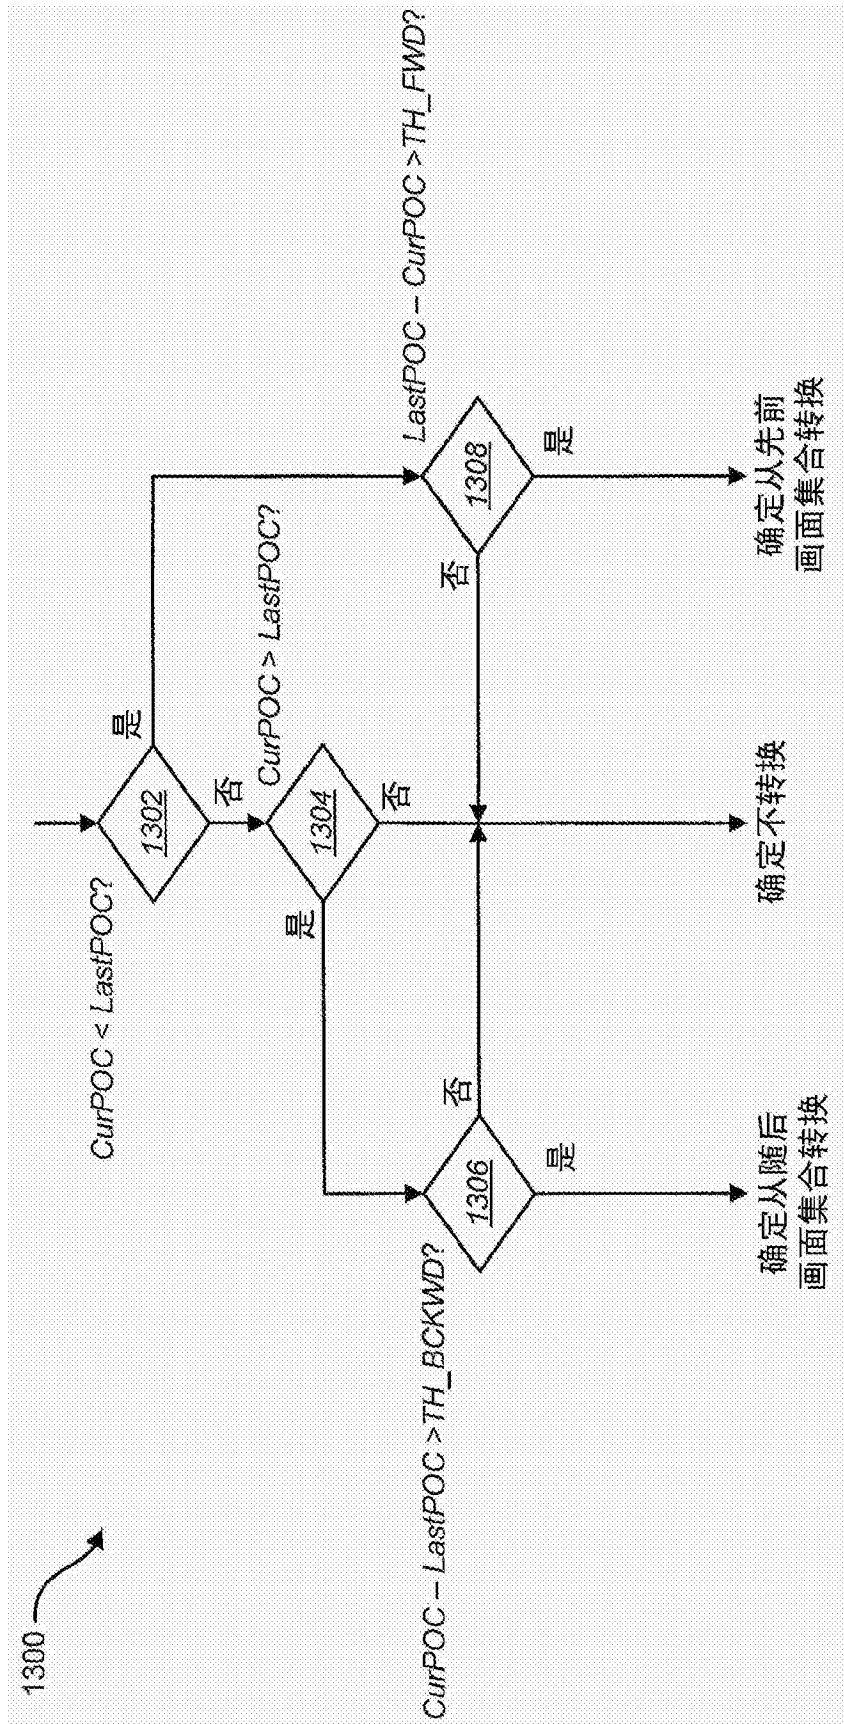 1300
CurPOC < LastPOC?
1302
是
否
CurPOC > LastPOC?
1304
是
否
CurPOC – LastPOC >TH_BCKWD?
1306
否
是
LastPOC – CurPOC >TH_FWD?
1308
否
是
确定从随后
画面集合转换
确定不转换
确定从先前
画面集合转换